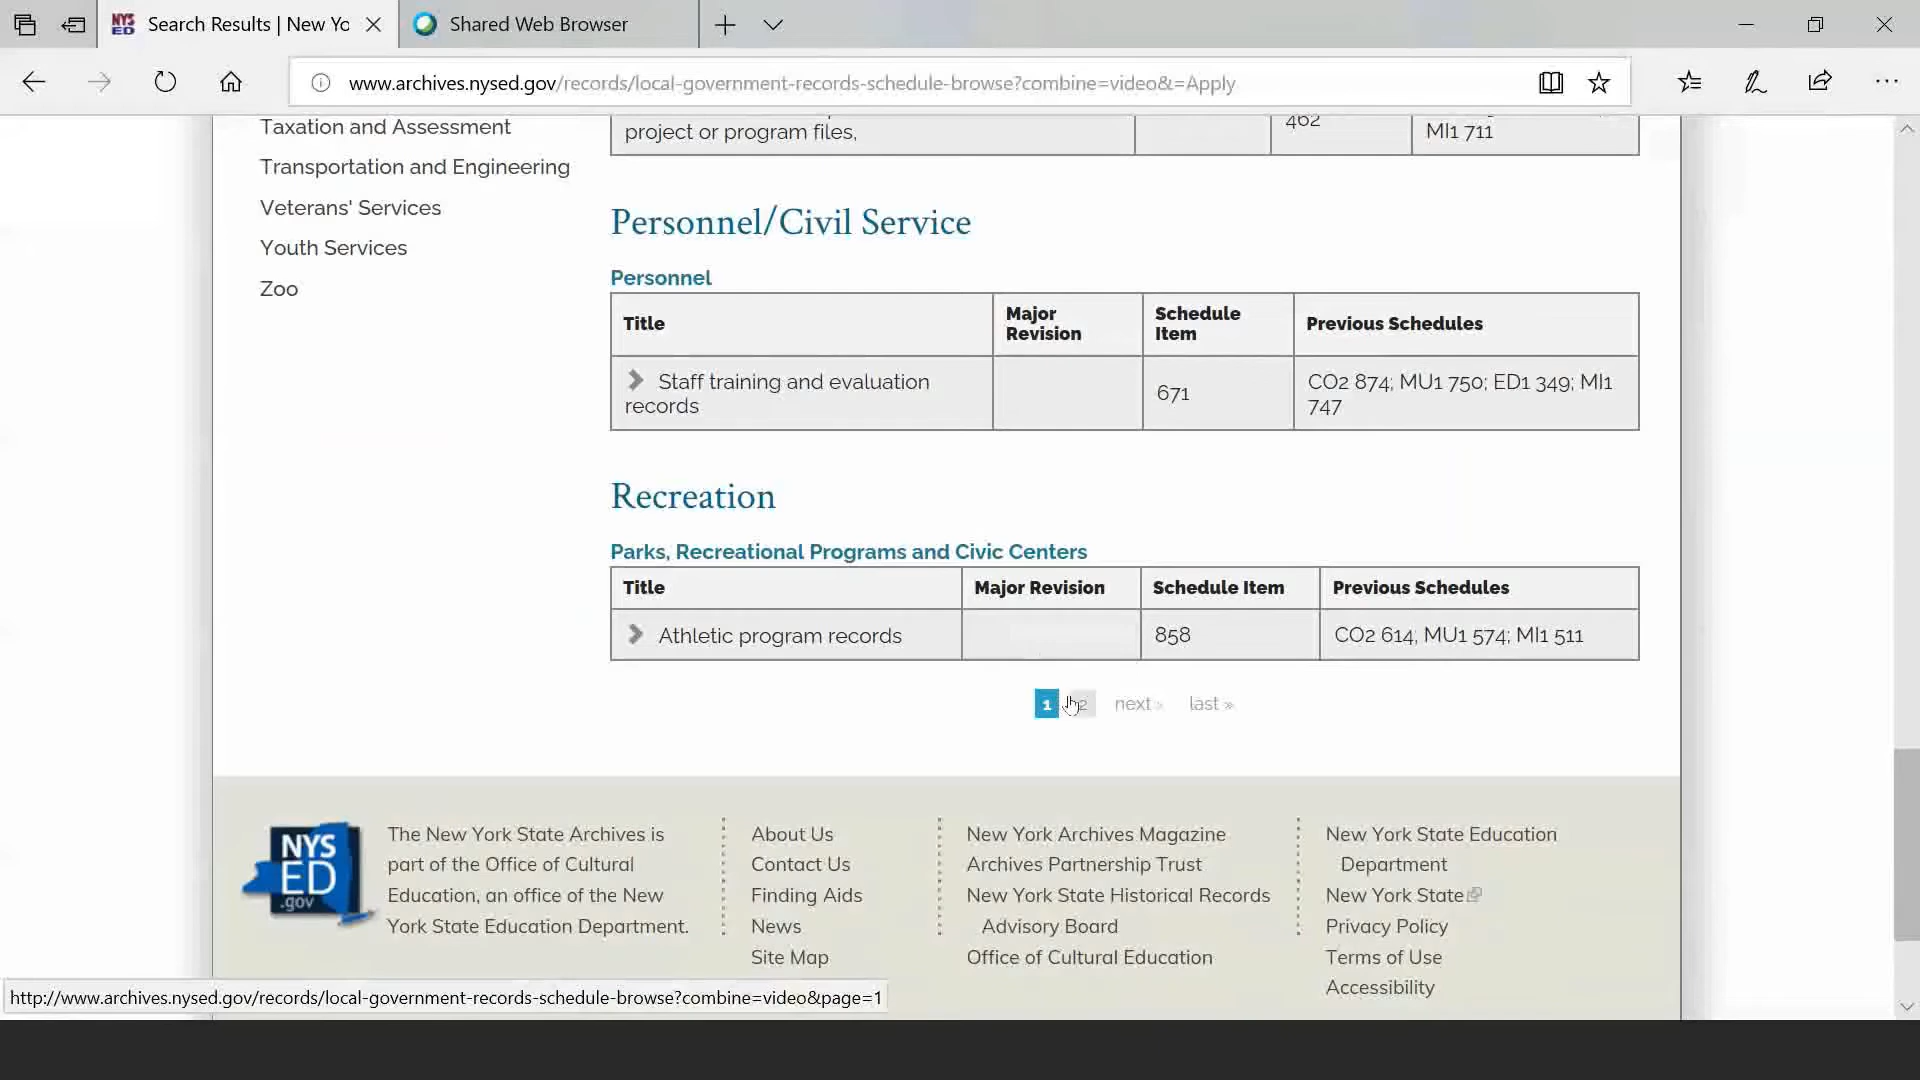 Search Results | New Yo
Shared Web Browser
www.archives.nysed.gov/records/local-government-records-schedule-browse?combine=video&=Apply
Taxation and Assessment
Transportation and Engineering
Veterans' Services
Youth Services
Zoo
project or program files,
462
MI1 711
Personnel/Civil Service
Personnel
Title
Major
Revision
Schedule
Item
Previous Schedules
Staff training and evaluation
records
671
CO2 874; MU1 750; ED1 349; MI1
747
Recreation
Parks, Recreational Programs and Civic Centers
Title
Major Revision
Schedule Item
Previous Schedules
Athletic program records
858
CO2 614; MU1 574; MI1 511
1
2
next ›
last »
NYS
ED
.gov
The New York State Archives is
part of the Office of Cultural
Education, an office of the New
York State Education Department.
About Us
Contact Us
Finding Aids
News
Site Map
New York Archives Magazine
Archives Partnership Trust
New York State Historical Records
Advisory Board
Office of Cultural Education
New York State Education
Department
New York State
Privacy Policy
Terms of Use
Accessibility
http://www.archives.nysed.gov/records/local-government-records-schedule-browse?combine=video&page=1